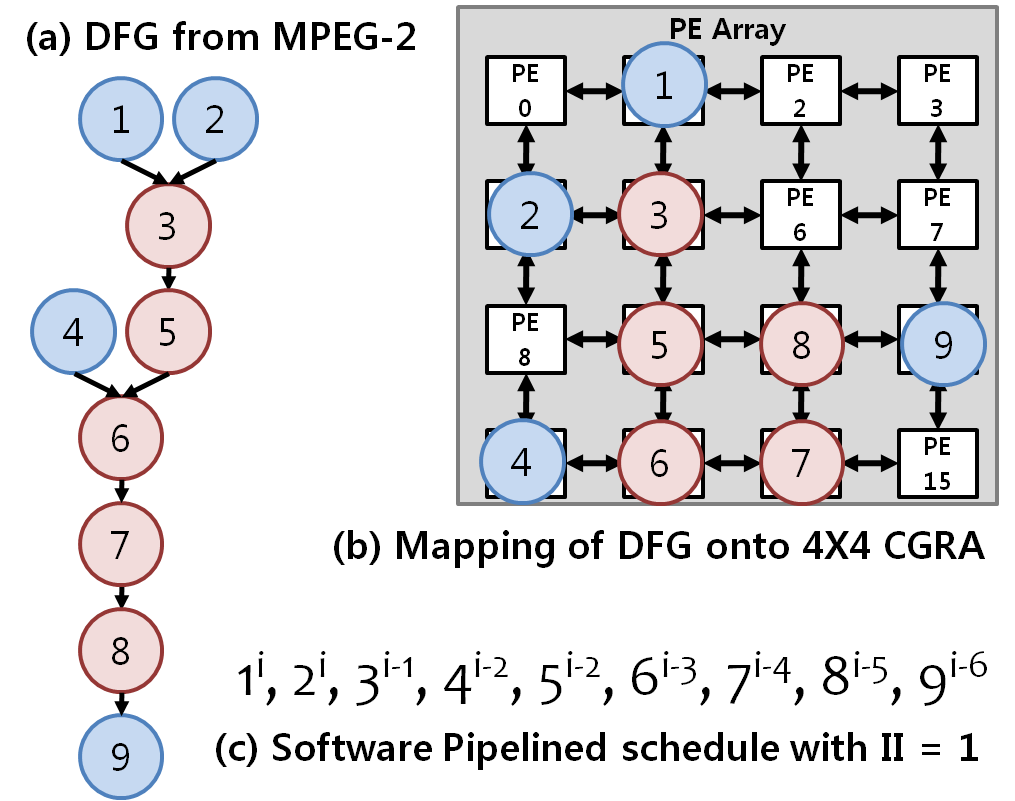 (a) DFG from MPEG-2
1 2
3
4 5
6
7
8
9
PE Array
PE 0
1
PE 2
PE 3
2
3
PE 6
PE 7
PE 8
5
8
9
4
6
7
PE 15
(b) Mapping of DFG onto 4X4 CGRA
1^i, 2^i, 3^i-1, 4^i-2, 5^i-2, 6^i-3, 7^i-4, 8^i-5, 9^i-6
(c) Software Pipelined schedule with II = 1